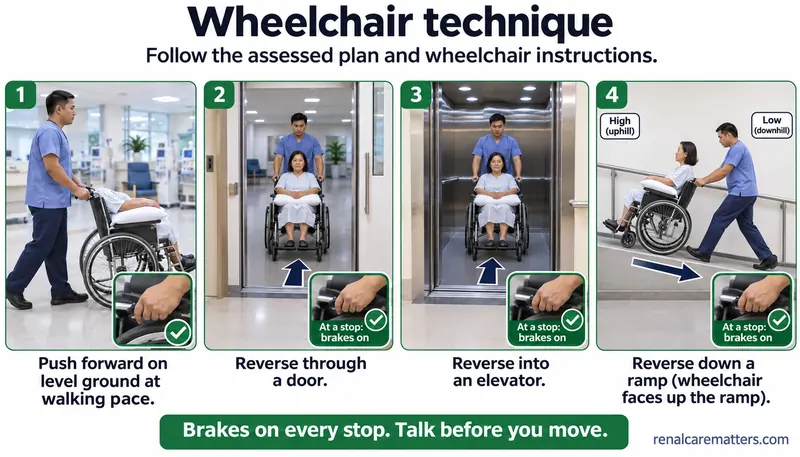 Wheelchair technique
Follow the assessed plan and wheelchair instructions.
1
Push forward on
level ground at
walking pace.
2
At a stop:
brakes on
Reverse through
a door.
3
At a stop:
brakes on
Reverse into
an elevator.
4
High
(uphill)
Low
(downhill)
At a stop:
brakes on
Reverse down a
ramp (wheelchair
faces up the ramp).
Brakes on every stop. Talk before you move.
renalcarematters.com